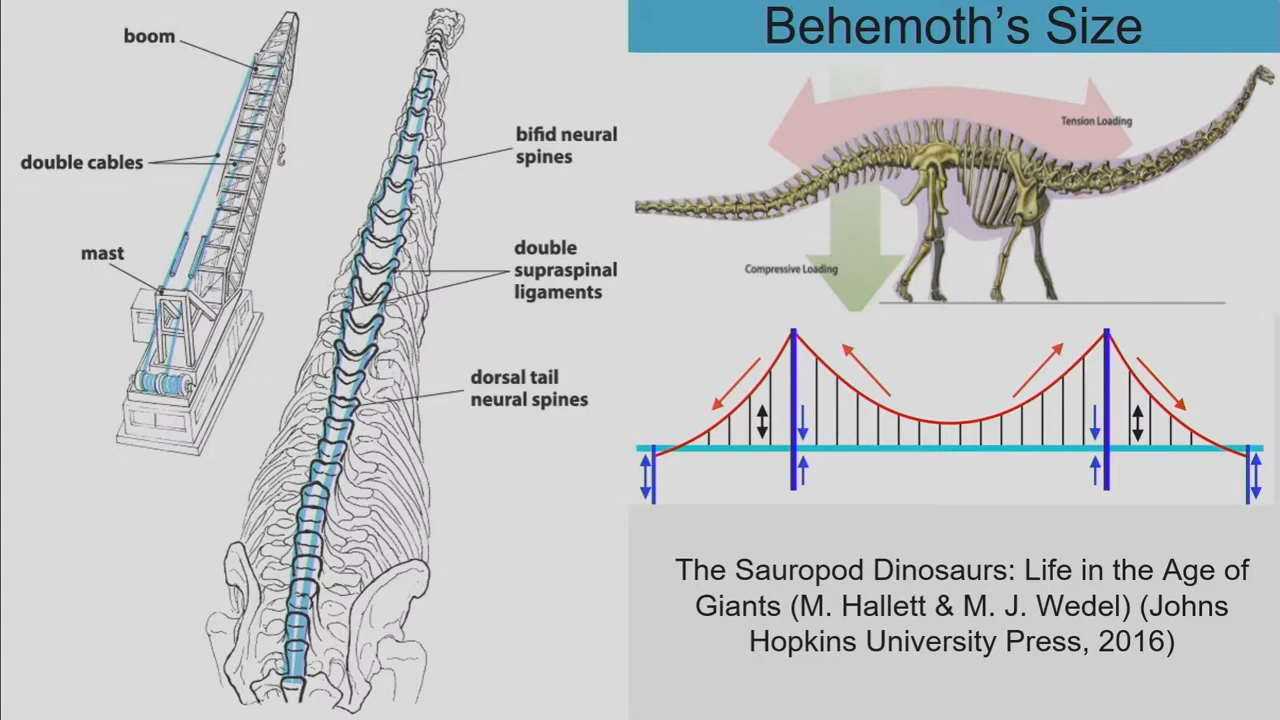 boom
double cables
mast
bifid neural
spines
double
supraspinal
ligaments
dorsal tail
neural spines
Behemoth's Size
Tension Loading
Compressive Loading
The Sauropod Dinosaurs: Life in the Age of
Giants (M. Hallett & M. J. Wedel) (Johns
Hopkins University Press, 2016)